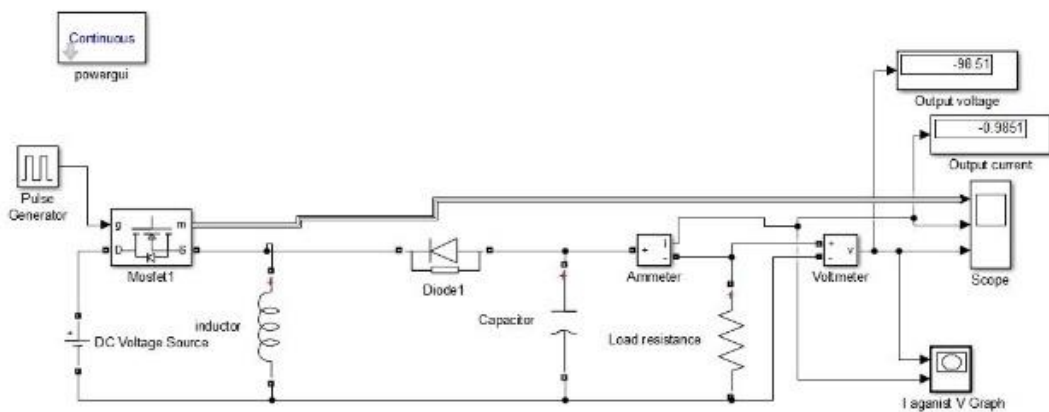 Continuous
powergui
-98.51
Output voltage
-0.9851
Output current
Pulse
Generator
g
m
D
S
Mosfet1
Diode1
+
i
-
Ammeter
+
v
-
Voltmeter
Scope
inductor
+
DC Voltage Source
Capacitor
+
Load resistance
+
I aganist V Graph